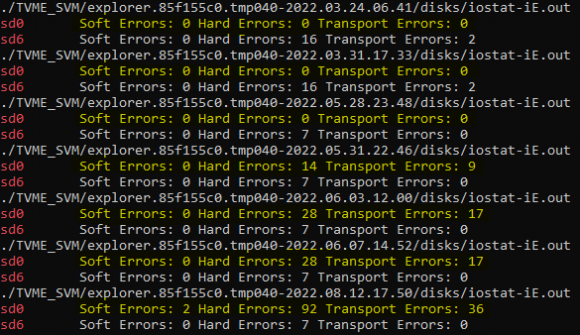 ./TVME_SVM/explorer.85f155c0.tmp040-2022.03.24.06.41/disks/iostat-iE.out
sd0 Soft Errors: 0 Hard Errors: 0 Transport Errors: 0
sd6 Soft Errors: 0 Hard Errors: 16 Transport Errors: 2
./TVME_SVM/explorer.85f155c0.tmp040-2022.03.31.17.33/disks/iostat-iE.out
sd0 Soft Errors: 0 Hard Errors: 0 Transport Errors: 0
sd6 Soft Errors: 0 Hard Errors: 16 Transport Errors: 2
./TVME_SVM/explorer.85f155c0.tmp040-2022.05.28.23.48/disks/iostat-iE.out
sd0 Soft Errors: 0 Hard Errors: 0 Transport Errors: 0
sd6 Soft Errors: 0 Hard Errors: 7 Transport Errors: 0
./TVME_SVM/explorer.85f155c0.tmp040-2022.05.31.22.46/disks/iostat-iE.out
sd0 Soft Errors: 0 Hard Errors: 14 Transport Errors: 9
sd6 Soft Errors: 0 Hard Errors: 7 Transport Errors: 0
./TVME_SVM/explorer.85f155c0.tmp040-2022.06.03.12.00/disks/iostat-iE.out
sd0 Soft Errors: 0 Hard Errors: 28 Transport Errors: 17
sd6 Soft Errors: 0 Hard Errors: 7 Transport Errors: 0
./TVME_SVM/explorer.85f155c0.tmp040-2022.06.07.14.52/disks/iostat-iE.out
sd0 Soft Errors: 0 Hard Errors: 28 Transport Errors: 17
sd6 Soft Errors: 0 Hard Errors: 7 Transport Errors: 0
./TVME_SVM/explorer.85f155c0.tmp040-2022.08.12.17.50/disks/iostat-iE.out
sd0 Soft Errors: 2 Hard Errors: 92 Transport Errors: 36
sd6 Soft Errors: 0 Hard Errors: 7 Transport Errors: 0